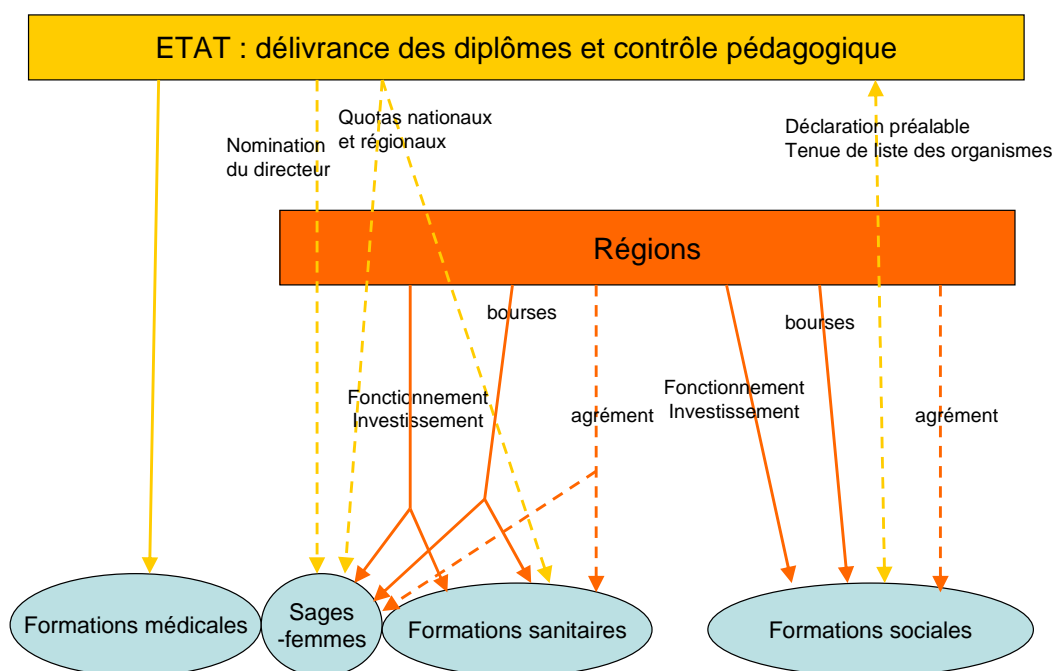 ETAT : délivrance des diplômes et contrôle pédagogique
Quotas nationaux
et régionaux
Nomination
du directeur
Déclaration préalable
Tenue de liste des organismes
Régions
bourses
bourses
Fonctionnement
Investissement
agrément
Fonctionnement
Investissement
agrément
Formations médicales
Sages
-femmes
Formations sanitaires
Formations sociales